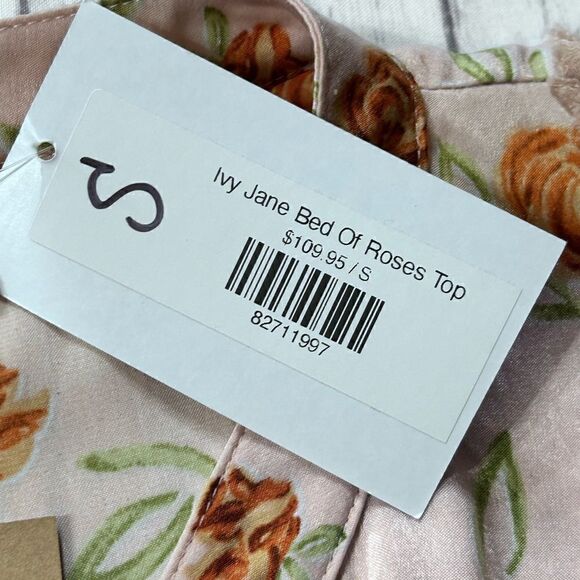 S
Ivy Jane Bed Of Roses Top
$109.95 / S
82711997